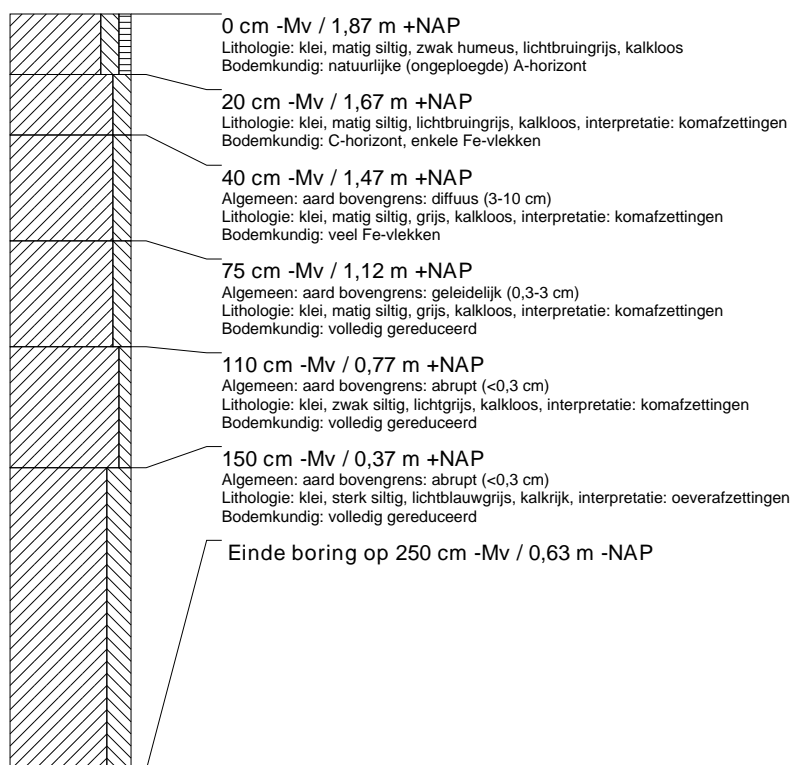 0 cm -Mv / 1,87 m +NAP
Lithologie: klei, matig siltig, zwak humeus, lichtbruingrijs, kalkloos
Bodemkundig: natuurlijke (ongeploegde) A-horizont
20 cm -Mv / 1,67 m +NAP
Lithologie: klei, matig siltig, lichtbruingrijs, kalkloos, interpretatie: komafzettingen
Bodemkundig: C-horizont, enkele Fe-vlekken
40 cm -Mv / 1,47 m +NAP
Algemeen: aard bovengrens: diffuus (3-10 cm)
Lithologie: klei, matig siltig, grijs, kalkloos, interpretatie: komafzettingen
Bodemkundig: veel Fe-vlekken
75 cm -Mv / 1,12 m +NAP
Algemeen: aard bovengrens: geleidelijk (0,3-3 cm)
Lithologie: klei, matig siltig, grijs, kalkloos, interpretatie: komafzettingen
Bodemkundig: volledig gereduceerd
110 cm -Mv / 0,77 m +NAP
Algemeen: aard bovengrens: abrupt (<0,3 cm)
Lithologie: klei, zwak siltig, lichtgrijs, kalkloos, interpretatie: komafzettingen
Bodemkundig: volledig gereduceerd
150 cm -Mv / 0,37 m +NAP
Algemeen: aard bovengrens: abrupt (<0,3 cm)
Lithologie: klei, sterk siltig, lichtblauwgrijs, kalkrijk, interpretatie: oeverafzettingen
Bodemkundig: volledig gereduceerd
Einde boring op 250 cm -Mv / 0,63 m -NAP